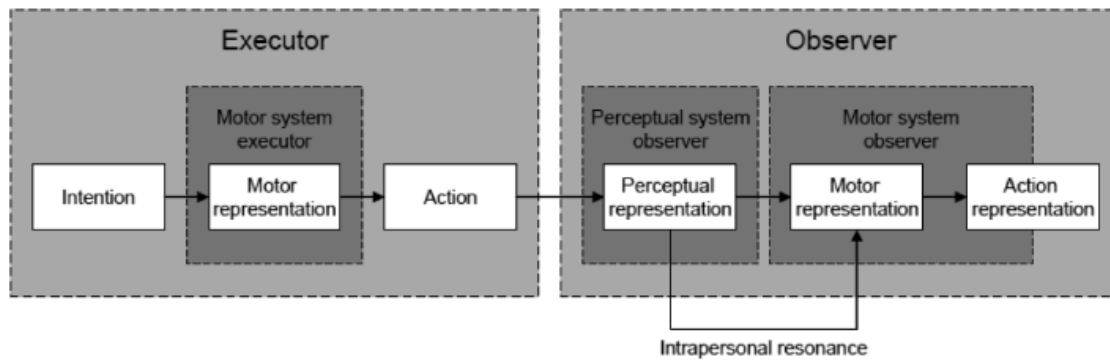 Executor
Motor system
executor
Intention
Motor
representation
Action
Observer
Perceptual system
observer
Perceptual
representation
Motor system
observer
Motor
representation
Action
representation
Intrapersonal resonance